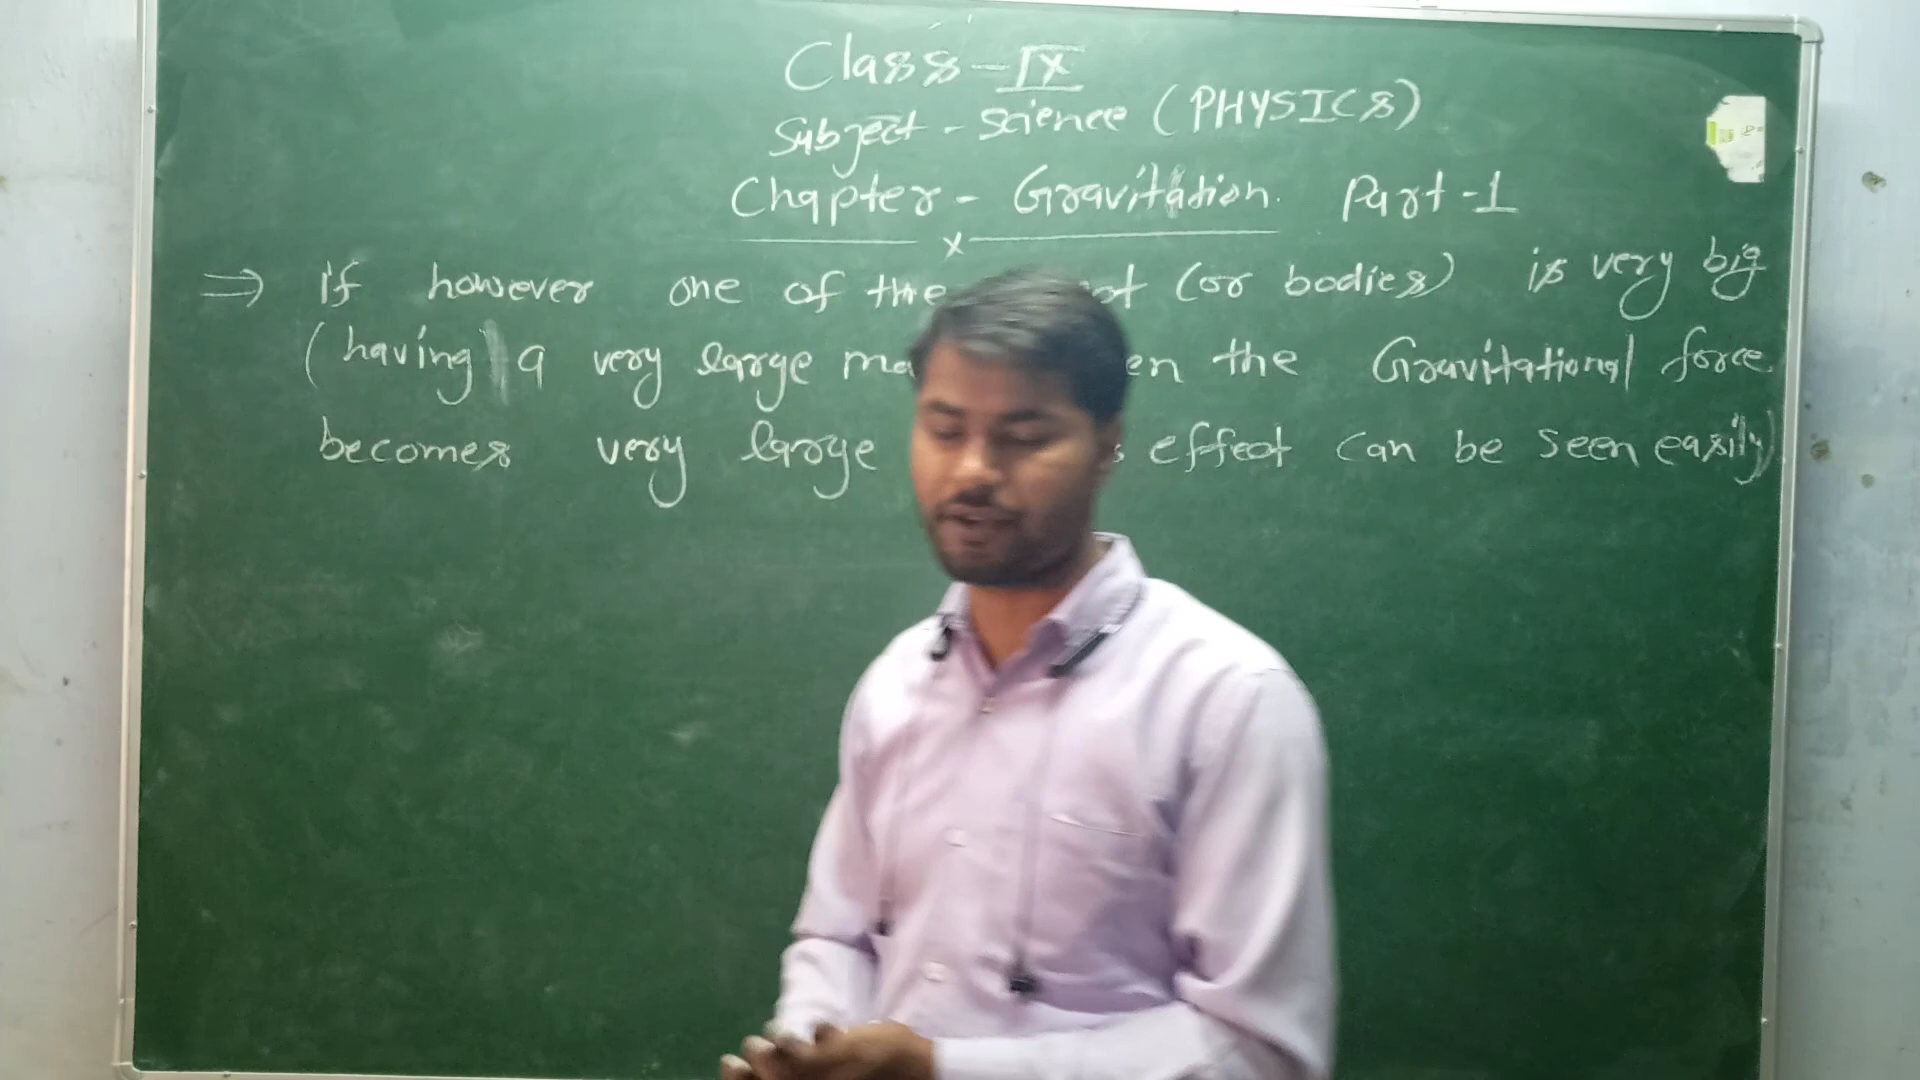 Class - IX
Subject - Science (PHYSICS)
Chapter - Gravitation. Part-1
x
⇒ if however one of the (or bodies) is very big
(having a very large the Gravitational force
becomes very large effect can be seen easily)